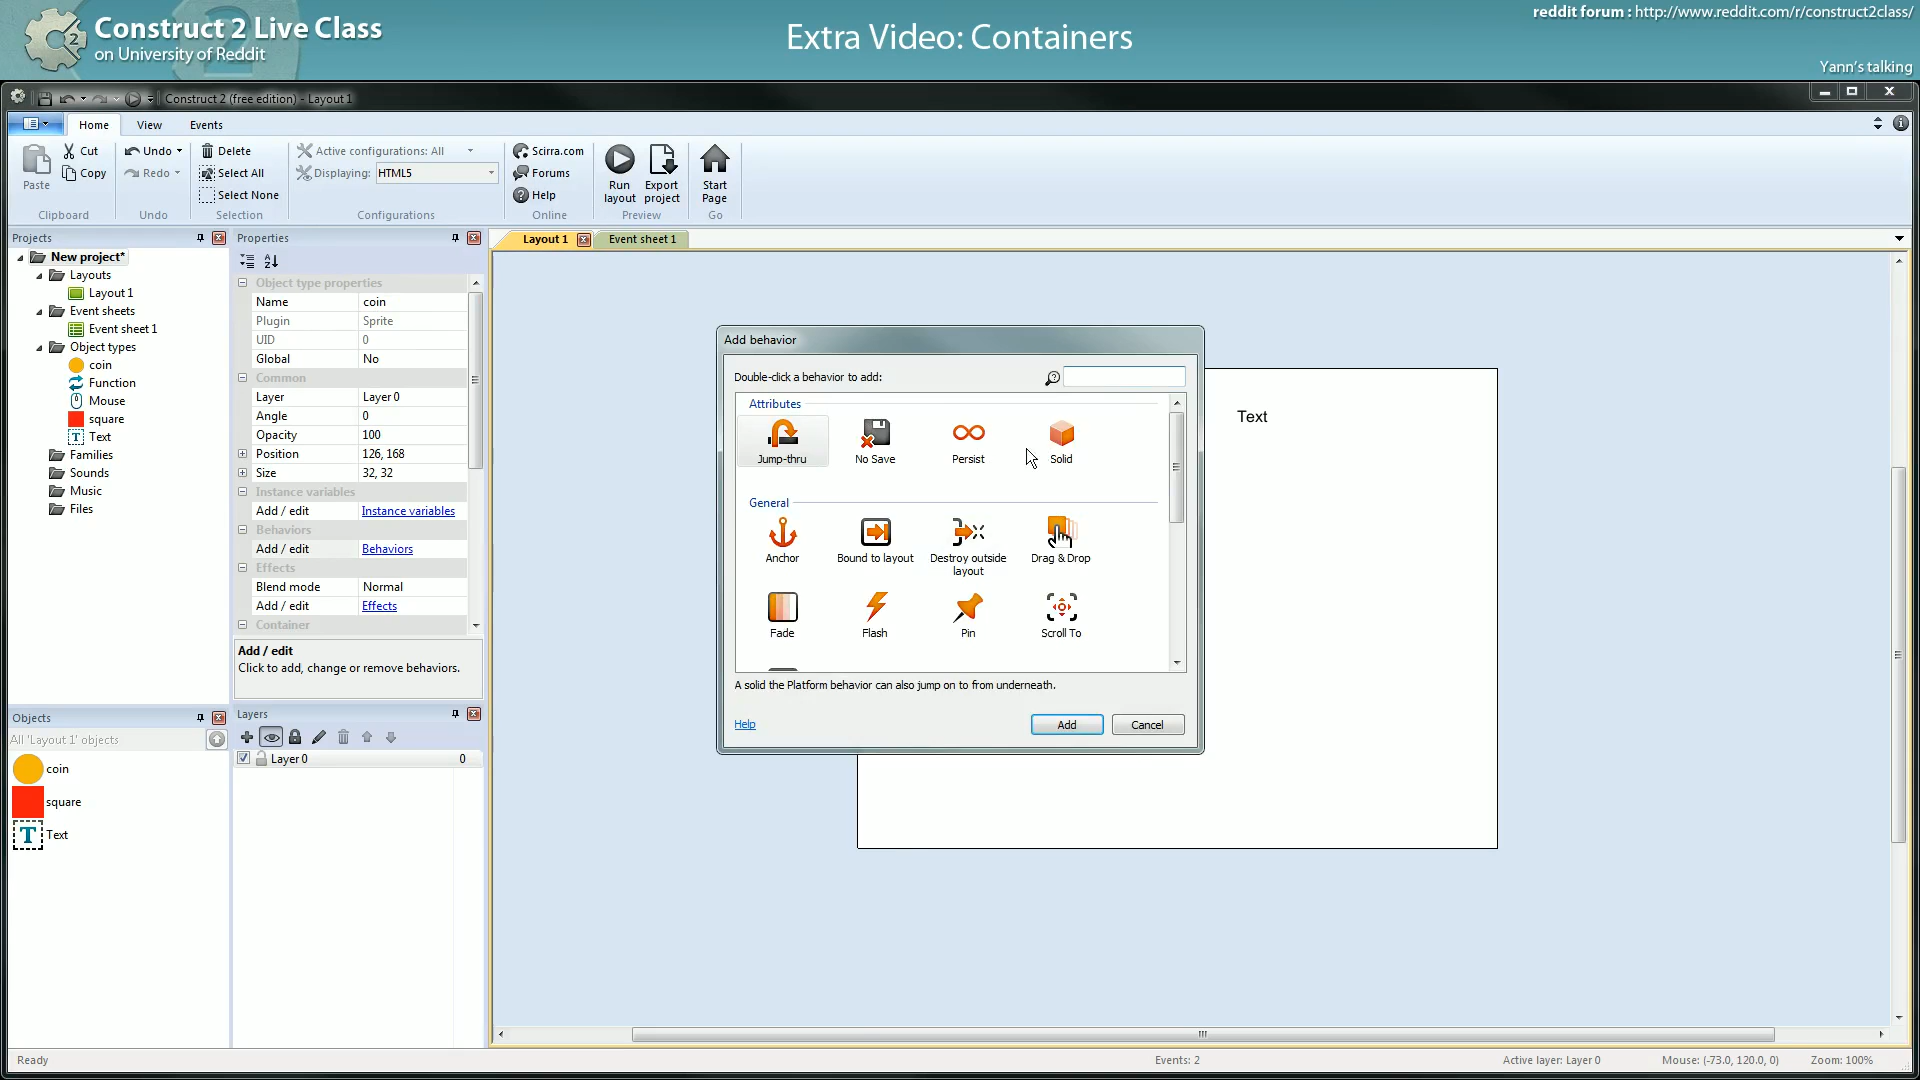 Construct 2 Live Class
on University of Reddit
2
Extra Video: Containers
reddit forum : http://www.reddit.com/r/construct2class/
Yann's talking
Construct 2 (free edition) - Layout 1
Home
View
Events
Paste
Cut
Copy
Clipboard
Undo
Redo
Undo
Delete
Select All
Select None
Selection
Active configurations: All
Displaying:
HTML5
Configurations
Scirra.com
Forums
Help
Online
Run
layout
Export
project
Preview
Start
Page
Go
Projects
New project*
Layouts
Layout 1
Event sheets
Event sheet 1
Object types
coin
Function
Mouse
square
Text
Families
Sounds
Music
Files
Properties
Object type properties
Name coin
Plugin Sprite
UID 0
Global No
Common
Layer Layer 0
Angle 0
Opacity 100
Position 126, 168
Size 32, 32
Instance variables
Add / edit Instance variables
Behaviors
Add / edit Behaviors
Effects
Blend mode Normal
Add / edit Effects
Container
Add / edit
Click to add, change or remove behaviors.
Objects
All 'Layout 1' objects
coin
square
T Text
Layers
Layer 0 0
Layout 1
Event sheet 1
Text
Add behavior
Double-click a behavior to add:
Attributes
Jump-thru
No Save
Persist
Solid
General
Anchor
Bound to layout
Destroy outside
layout
Drag & Drop
Fade
Flash
Pin
Scroll To
A solid the Platform behavior can also jump on to from underneath.
Help
Add
Cancel
Ready
Events: 2
Active layer: Layer 0
Mouse: (-73.0, 120.0, 0)
Zoom: 100%